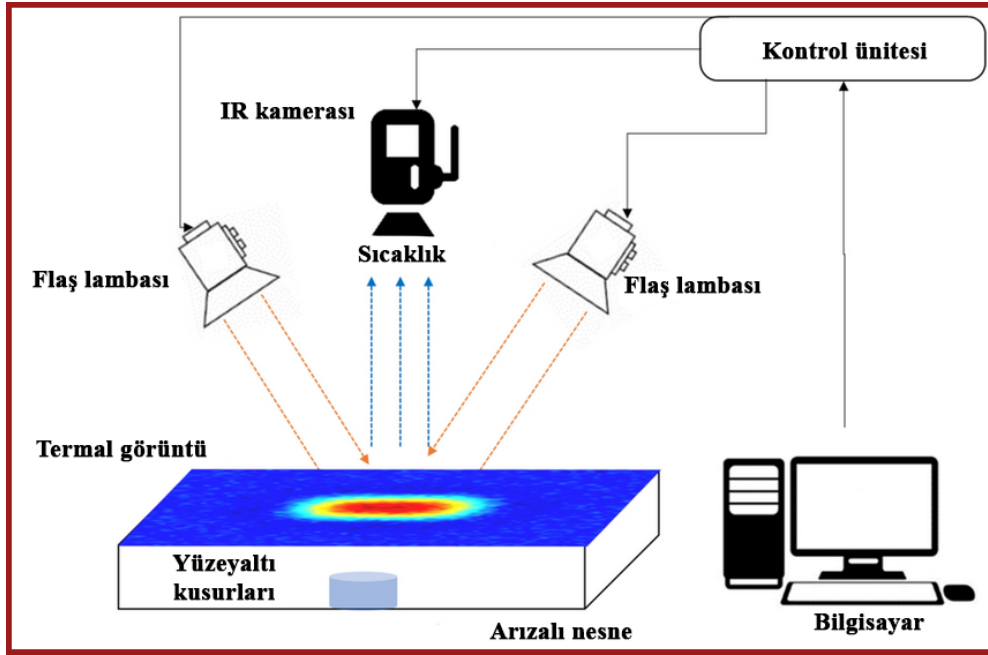 Kontrol ünitesi
IR kamerası
Sıcaklık
Flaş lambası
Flaş lambası
Termal görüntü
Yüzeyaltı
kusurları
Arızalı nesne
Bilgisayar